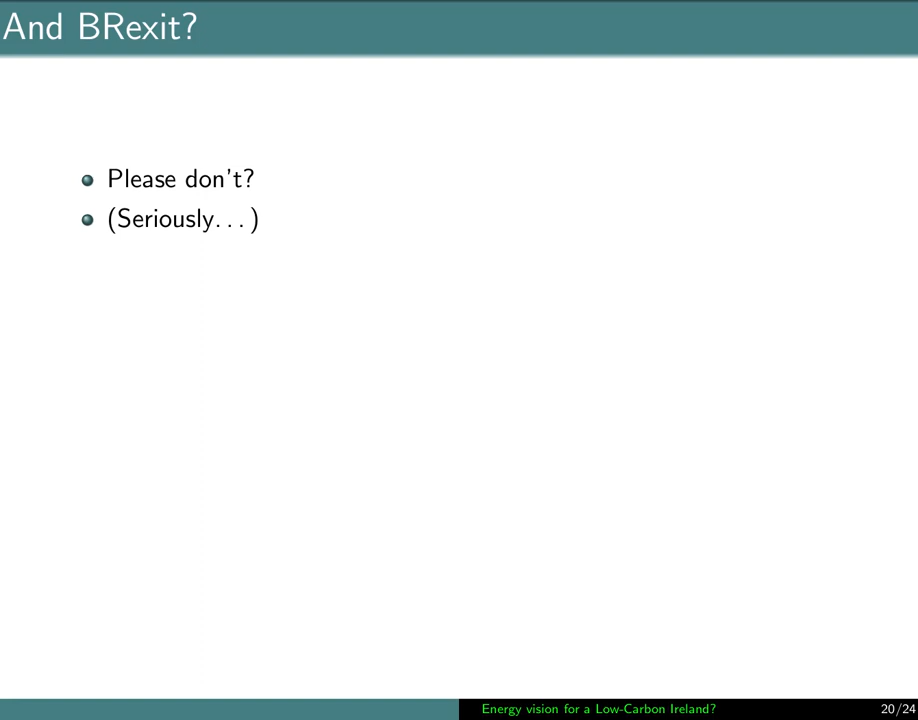 And BRexit?
Please don't?
(Seriously. . . )
Energy vision for a Low-Carbon Ireland?
20/24